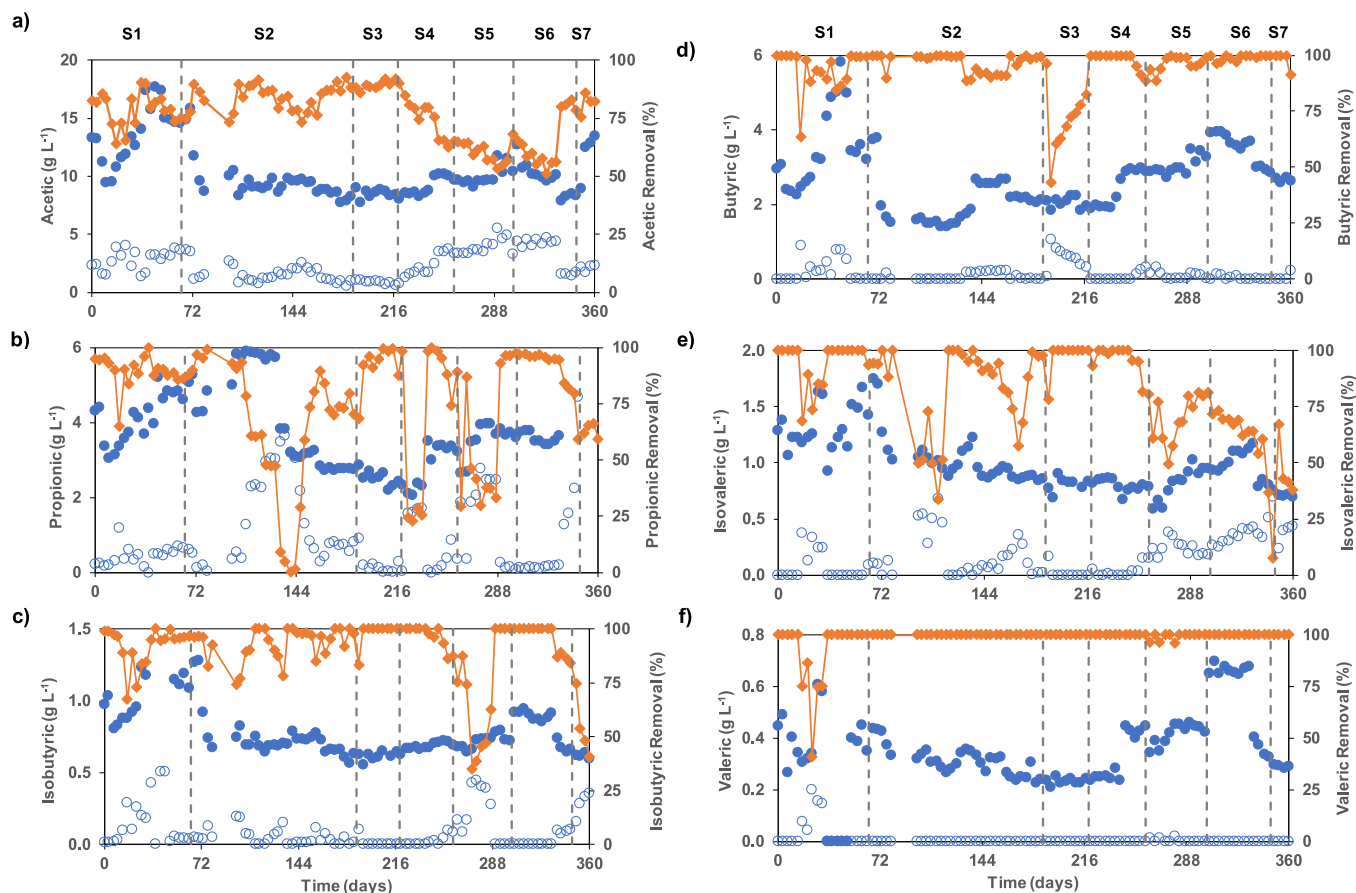 a)
S1 S2 S3 S4 S5 S6 S7
20
15
10
5
0
100
75
50
25
0
Acetic (g L⁻¹)
Acetic Removal (%)
0 72 144 216 288 360
b)
6
4
2
0
100
75
50
25
0
Propionic (g L⁻¹)
Propionic Removal (%)
0 72 144 216 288 360
c)
1.5
1.0
0.5
0.0
100
75
50
25
0
Isobutyric (g L⁻¹)
Isobutyric Removal (%)
0 72 144 216 288 360
Time (days)
d)
S1 S2 S3 S4 S5 S6 S7
6
4
2
0
100
75
50
25
0
Butyric (g L⁻¹)
Butyric Removal (%)
0 72 144 216 288 360
e)
2.0
1.5
1.0
0.5
0.0
100
75
50
25
0
Isovaleric (g L⁻¹)
Isovaleric Removal (%)
0 72 144 216 288 360
f)
0.8
0.6
0.4
0.2
0.0
100
75
50
25
0
Valeric (g L⁻¹)
Valeric Removal (%)
0 72 144 216 288 360
Time (days)